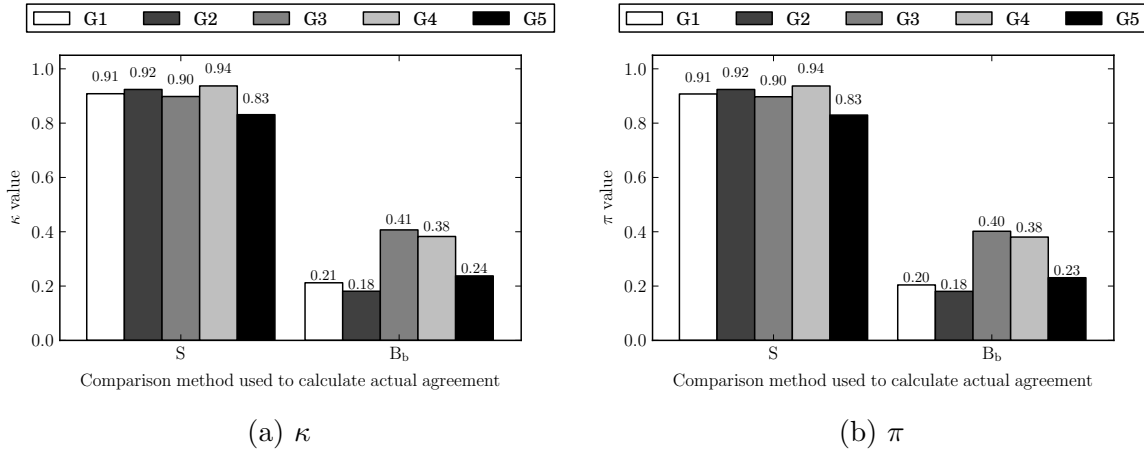 G1 G2 G3 G4 G5
1.0
0.8
0.6
0.4
0.2
0.0
κ value
0.91 0.92 0.90 0.94 0.83
0.21 0.18 0.41 0.38 0.24
S B_b
Comparison method used to calculate actual agreement
(a) κ
G1 G2 G3 G4 G5
1.0
0.8
0.6
0.4
0.2
0.0
π value
0.91 0.92 0.90 0.94 0.83
0.20 0.18 0.40 0.38 0.23
S B_b
Comparison method used to calculate actual agreement
(b) π